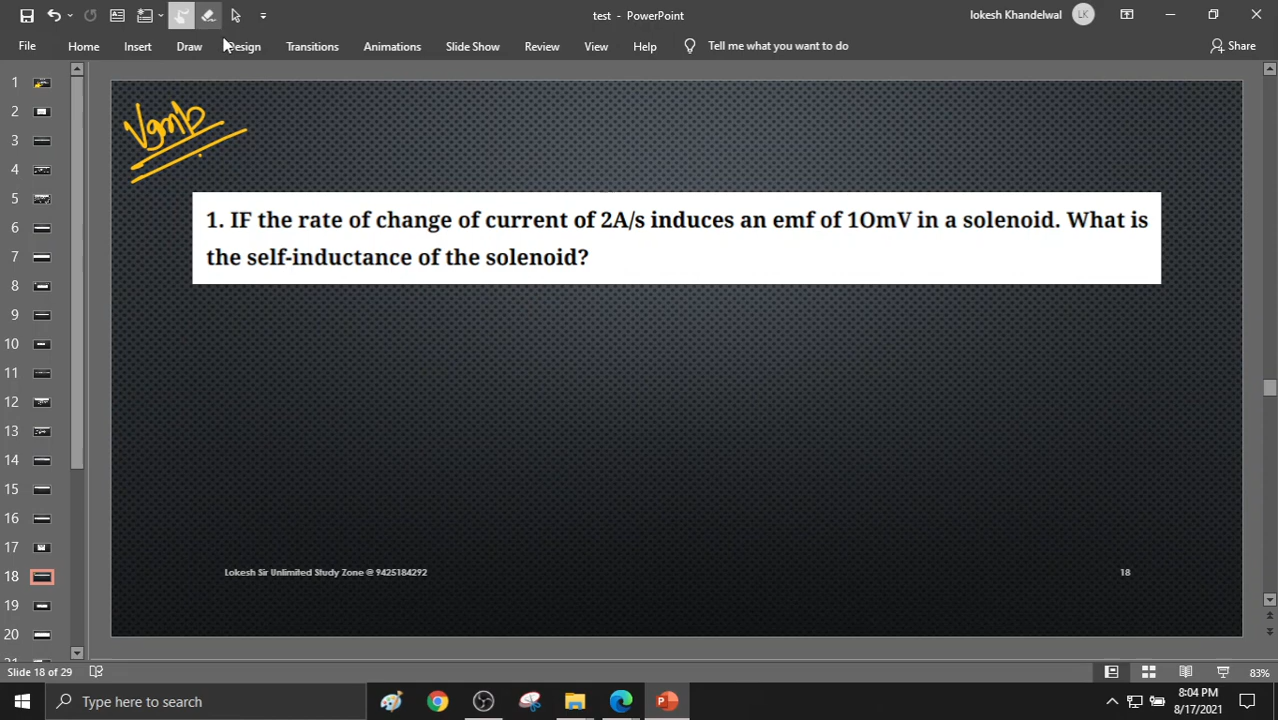 test - PowerPoint
lokesh Khandelwal
LK
File Home Insert Draw Design Transitions Animations Slide Show Review View Help Tell me what you want to do Share
1
2
3
4
5
6
7
8
9
10
11
12
13
14
15
16
17
18
19
20
1. IF the rate of change of current of 2A/s induces an emf of 1OmV in a solenoid. What is
the self-inductance of the solenoid?
Lokesh Sir Unlimited Study Zone @ 9425184292
18
Slide 18 of 29
83%
Type here to search
8:04 PM
8/17/2021